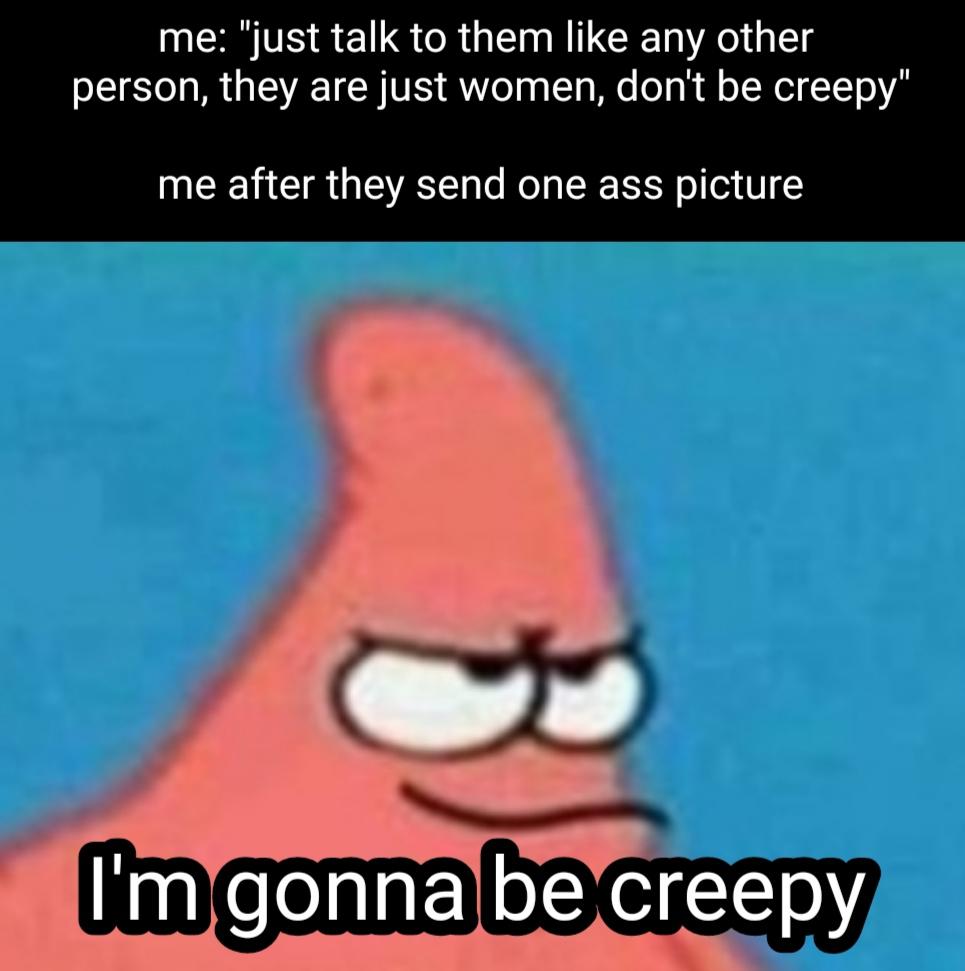 me: "just talk to them like any other
person, they are just women, don't be creepy"
me after they send one ass picture
I'm gonna be creepy